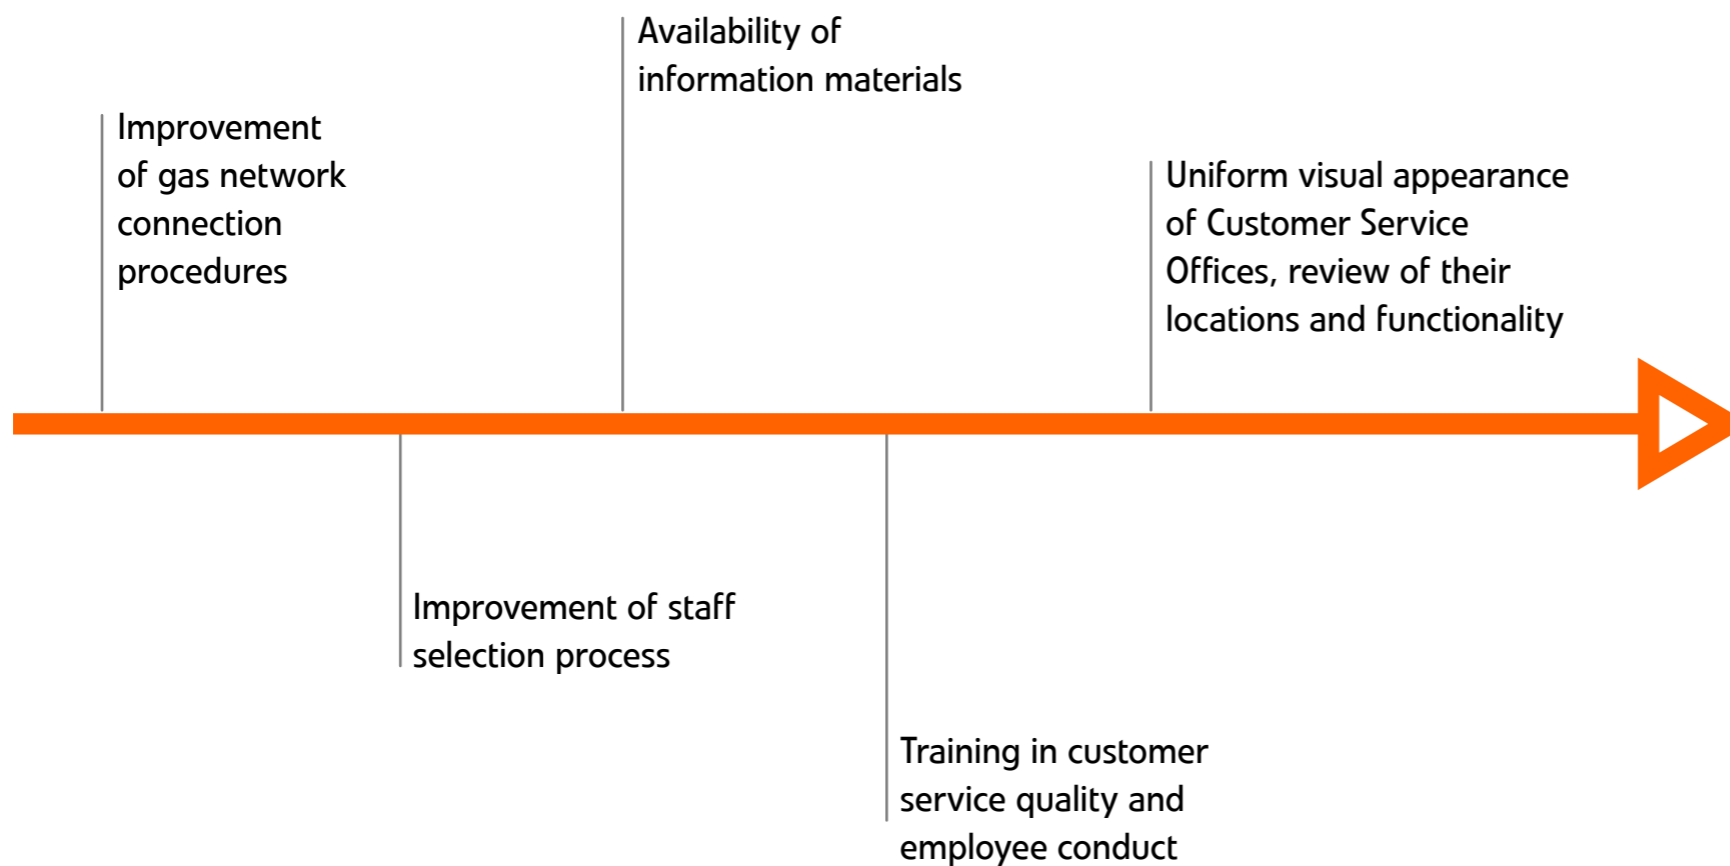 Availability of
information materials
Improvement
of gas network
connection
procedures
Uniform visual appearance
of Customer Service
Offices, review of their
locations and functionality
Improvement of staff
selection process
Training in customer
service quality and
employee conduct